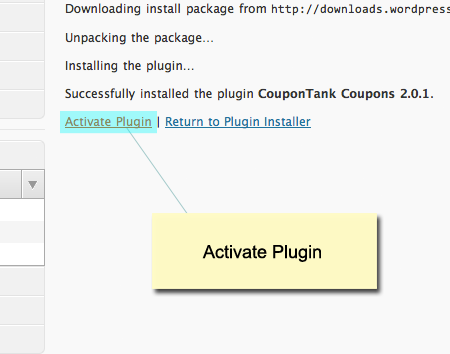 Downloading install package from http://downloads.wordpress
Unpacking the package...
Installing the plugin...
Successfully installed the plugin CouponTank Coupons 2.0.1.
Activate Plugin | Return to Plugin Installer
Activate Plugin